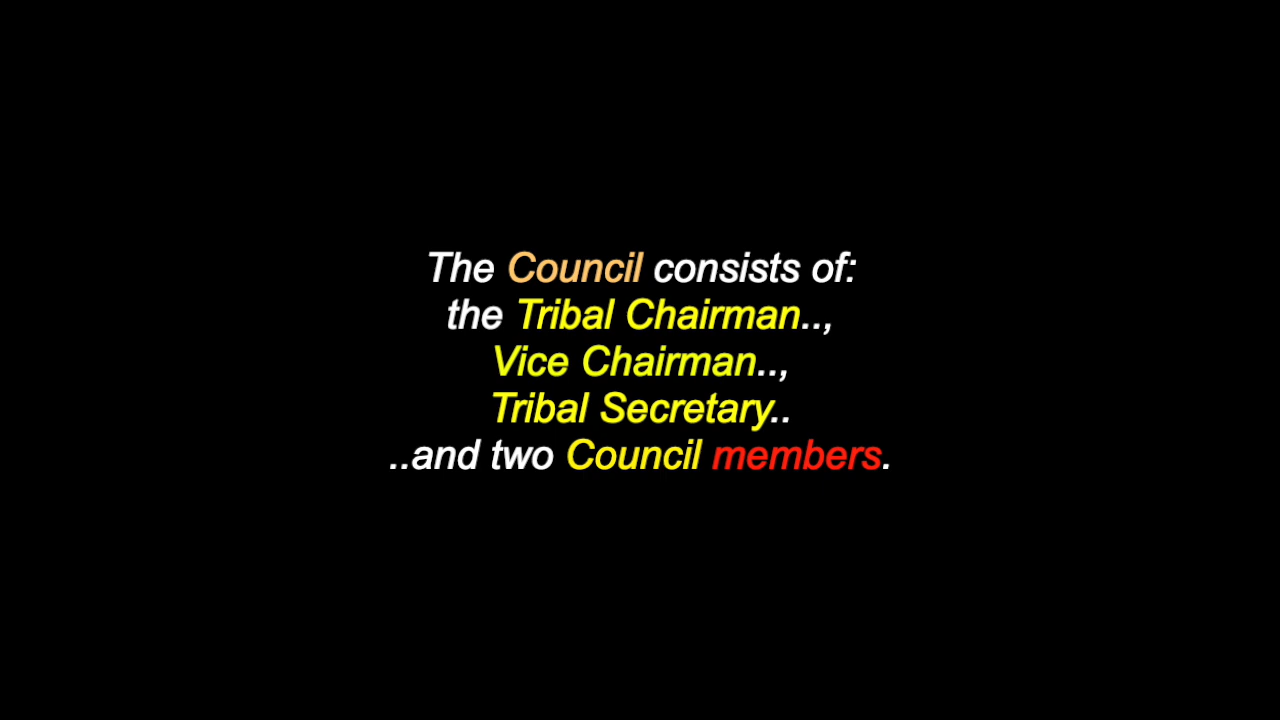 The Council consists of:
the Tribal Chairman..,
Vice Chairman..,
Tribal Secretary..
..and two Council members.